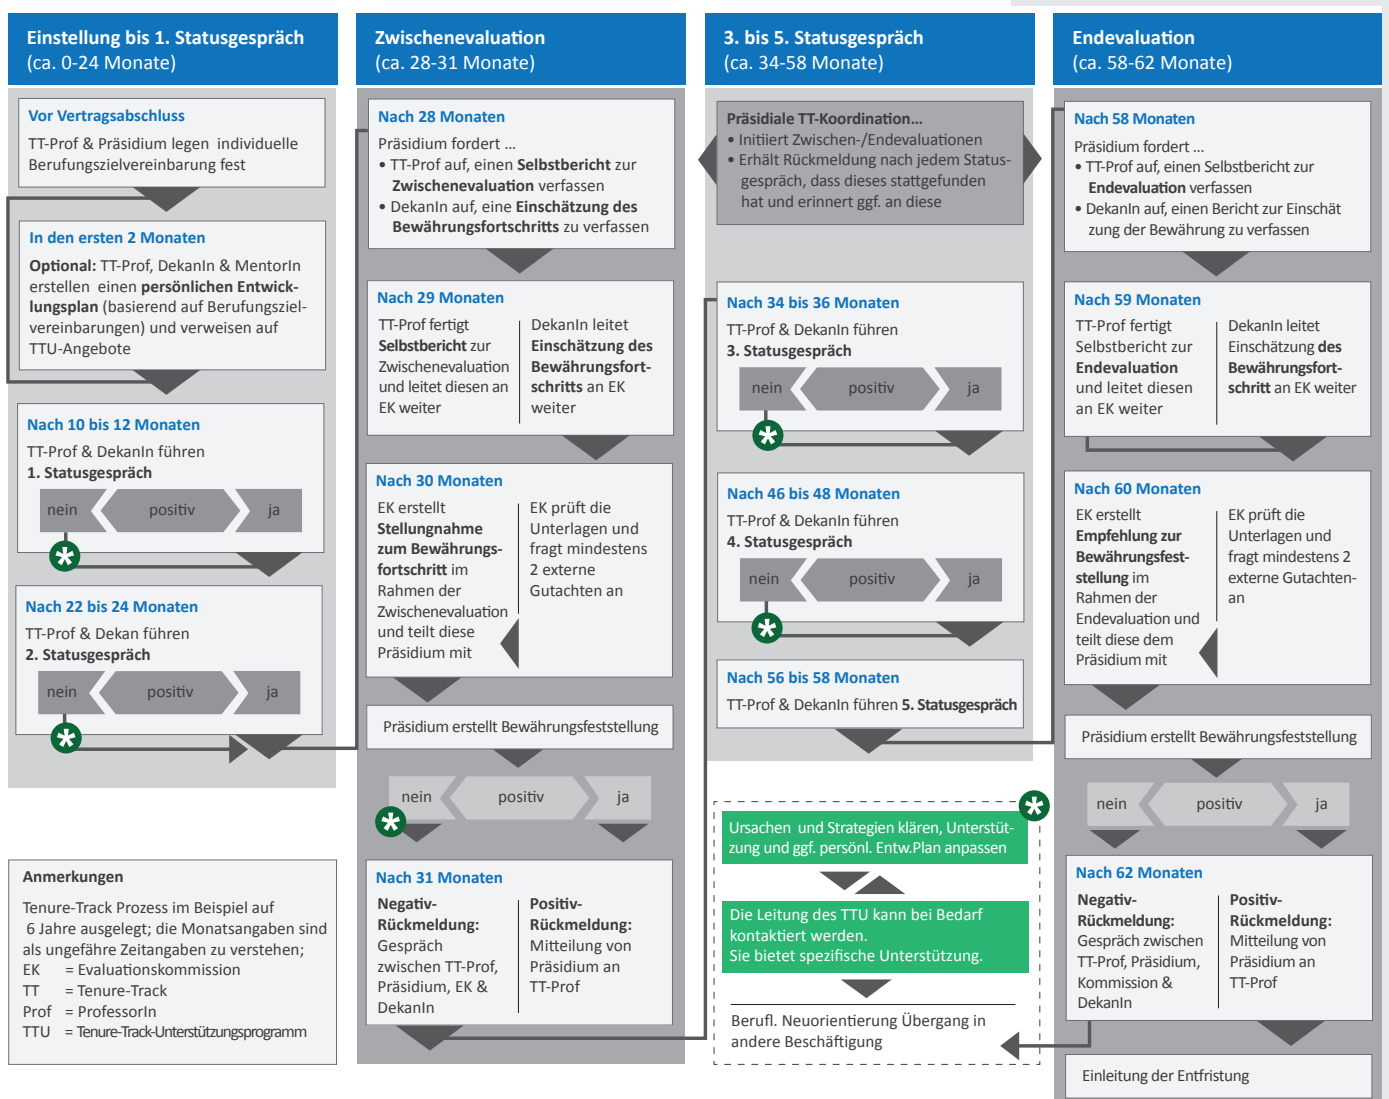 Einstellung bis 1. Statusgespräch
(ca. 0-24 Monate)
Vor Vertragsabschluss
TT-Prof & Präsidium legen individuelle
Berufungszielvereinbarung fest
In den ersten 2 Monaten
Optional: TT-Prof, DekanIn & MentorIn
erstellen einen persönlichen Entwick-
lungsplan (basierend auf Berufungsziel-
vereinbarungen) und verweisen auf
TTU-Angebote
Nach 10 bis 12 Monaten
TT-Prof & DekanIn führen
1. Statusgespräch
nein positiv ja
*
Nach 22 bis 24 Monaten
TT-Prof & Dekan führen
2. Statusgespräch
nein positiv ja
*
Anmerkungen
Tenure-Track Prozess im Beispiel auf
6 Jahre ausgelegt; die Monatsangaben sind
als ungefähre Zeitangaben zu verstehen;
EK = Evaluationskommission
TT = Tenure-Track
Prof = ProfessorIn
TTU = Tenure-Track-Unterstützungsprogramm
Zwischenevaluation
(ca. 28-31 Monate)
Nach 28 Monaten
Präsidium fordert ...
• TT-Prof auf, einen Selbstbericht zur
Zwischenevaluation verfassen
• DekanIn auf, eine Einschätzung des
Bewährungsfortschritts zu verfassen
Nach 29 Monaten
TT-Prof fertigt
Selbstbericht zur
Zwischenevaluation
und leitet diesen an
EK weiter
DekanIn leitet
Einschätzung des
Bewährungsfort-
schritts an EK
weiter
Nach 30 Monaten
EK erstellt
Stellungnahme
zum Bewährungs-
fortschritt im
Rahmen der
Zwischenevaluation
und teilt diese
Präsidium mit
EK prüft die
Unterlagen und
fragt mindestens
2 externe
Gutachten an
Präsidium erstellt Bewährungsfeststellung
nein positiv ja
*
Nach 31 Monaten
Negativ-
Rückmeldung:
Gespräch
zwischen TT-Prof,
Präsidium, EK &
DekanIn
Positiv-
Rückmeldung:
Mitteilung von
Präsidium an
TT-Prof
3. bis 5. Statusgespräch
(ca. 34-58 Monate)
Präsidiale TT-Koordination...
• Initiiert Zwischen-/Endevaluationen
• Erhält Rückmeldung nach jedem Status-
gespräch, dass dieses stattgefunden
hat und erinnert ggf. an diese
Nach 34 bis 36 Monaten
TT-Prof & DekanIn führen
3. Statusgespräch
nein positiv ja
*
Nach 46 bis 48 Monaten
TT-Prof & DekanIn führen
4. Statusgespräch
nein positiv ja
*
Nach 56 bis 58 Monaten
TT-Prof & DekanIn führen 5. Statusgespräch
*
Ursachen und Strategien klären, Unterstüt-
zung und ggf. persönl. Entw.Plan anpassen
Die Leitung des TTU kann bei Bedarf
kontaktiert werden.
Sie bietet spezifische Unterstützung.
Berufl. Neuorientierung Übergang in
andere Beschäftigung
Endevaluation
(ca. 58-62 Monate)
Nach 58 Monaten
Präsidium fordert ...
• TT-Prof auf, einen Selbstbericht zur
Endevaluation verfassen
• DekanIn auf, einen Bericht zur Einschät
zung der Bewährung zu verfassen
Nach 59 Monaten
TT-Prof fertigt
Selbstbericht zur
Endevaluation
und leitet diesen
an EK weiter
DekanIn leitet
Einschätzung des
Bewährungsfort-
schritt an EK weiter
Nach 60 Monaten
EK erstellt
Empfehlung zur
Bewährungsfest-
stellung im
Rahmen der
Endevaluation und
teilt diese dem
Präsidium mit
EK prüft die
Unterlagen und
fragt mindestens 2
externe Gutachten-
an
Präsidium erstellt Bewährungsfeststellung
nein positiv ja
Nach 62 Monaten
Negativ-
Rückmeldung:
Gespräch zwischen
TT-Prof, Präsidium,
Kommission &
DekanIn
Positiv-
Rückmeldung:
Mitteilung von
Präsidium an
TT-Prof
Einleitung der Entfristung